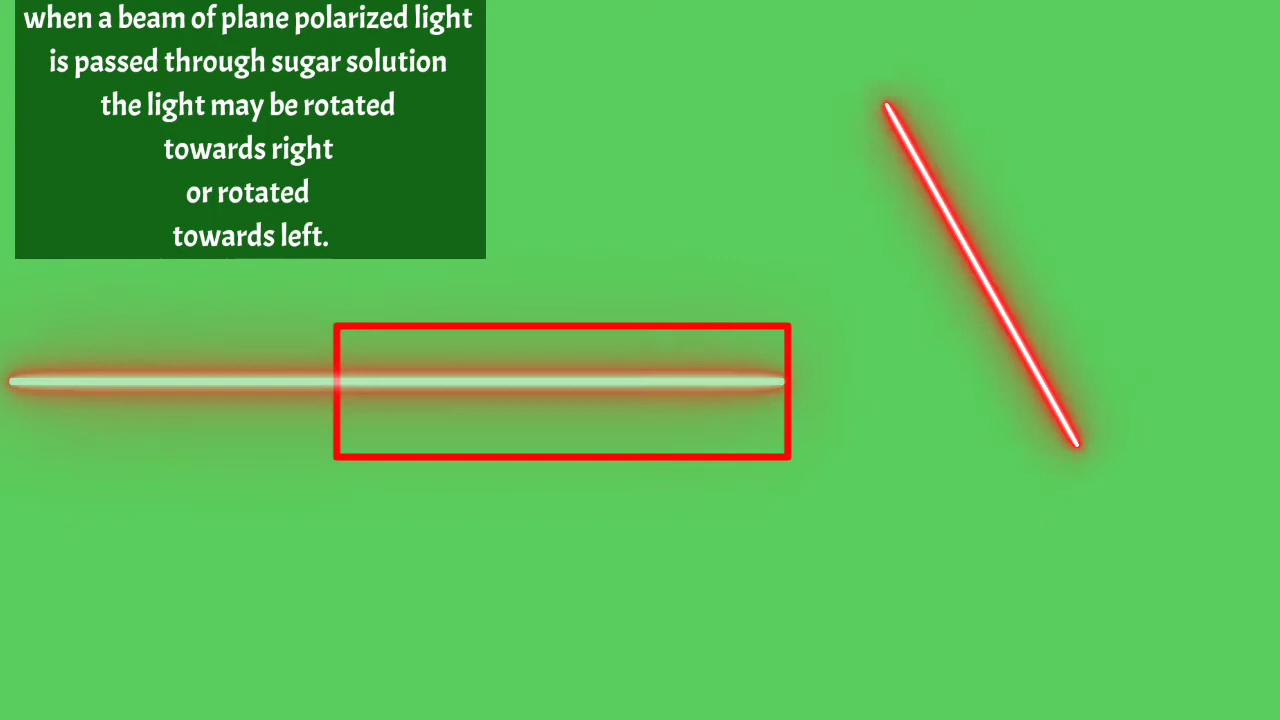 when a beam of plane polarized light
is passed through sugar solution
the light may be rotated
towards right
or rotated
towards left.